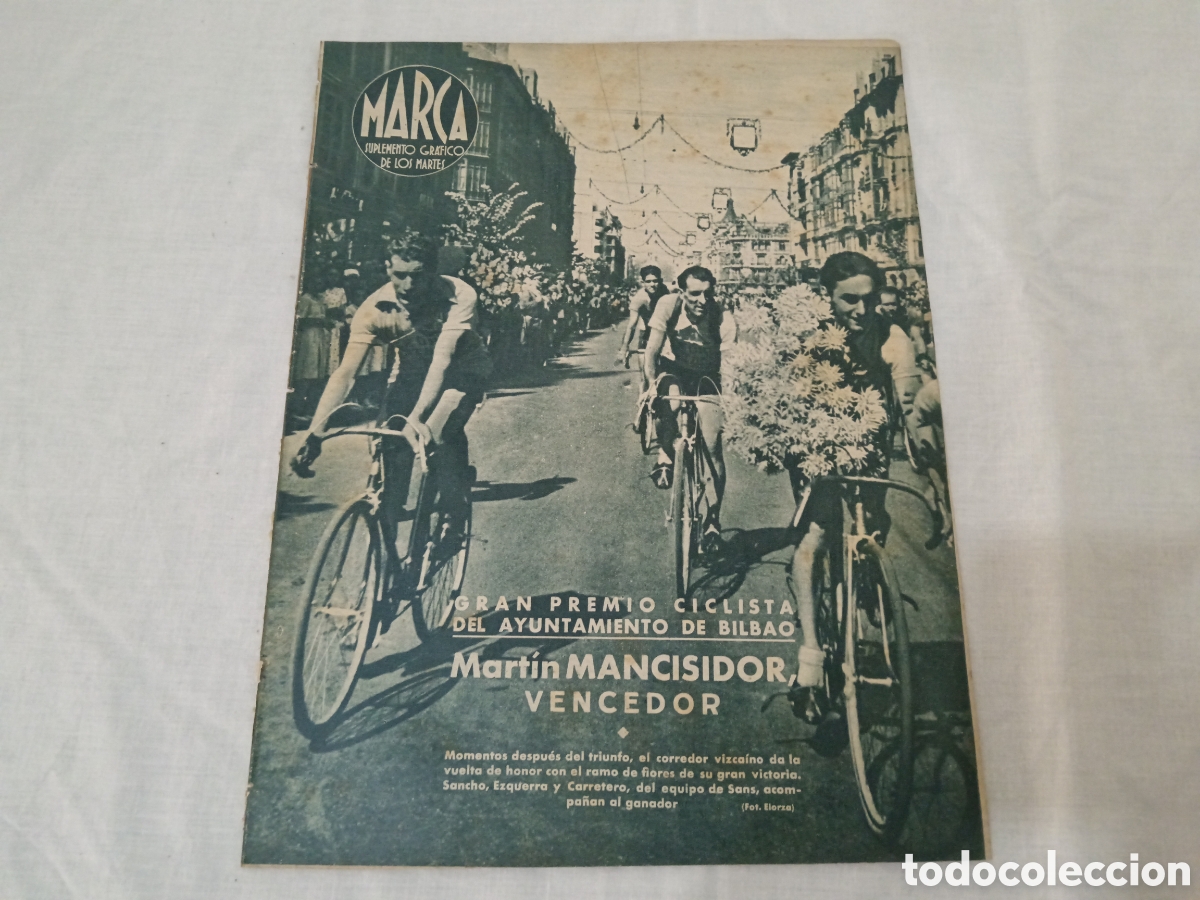 MARCA
SUPLEMENTO GRÁFICO
DE LOS MARTES
GRAN PREMIO CICLISTA
DEL AYUNTAMIENTO DE BILBAO
Martín MANCISIDOR,
VENCEDOR
Momentos después del triunfo, el corredor vizcaíno da la
vuelta de honor con el ramo de flores de su gran victoria.
Sancho, Ezquerra y Carretero, del equipo de Sans, acom-
pañan al ganador (Fot. Elorza)
todocoleccion